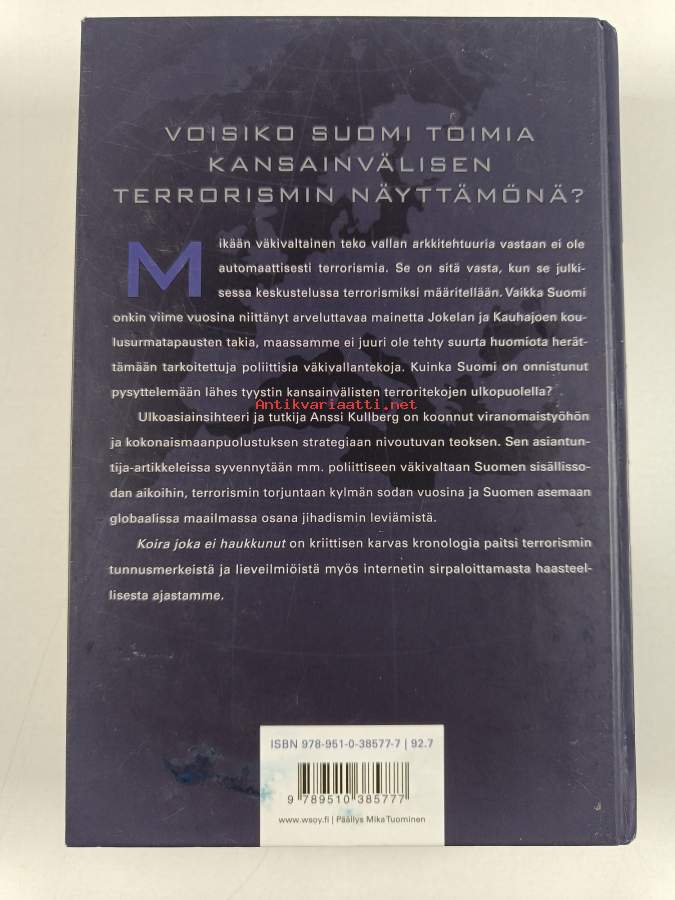 VOISIKO SUOMI TOIMIA
KANSAINVÄLISEN
TERRORISMIN NÄYTTÄMÖNÄ?
Mikään väkivaltainen teko vallan arkkitehtuuria vastaan ei ole
automaattisesti terrorismia. Se on sitä vasta, kun se julki-
sessa keskustelussa terrorismiksi määritellään. Vaikka Suomi
onkin viime vuosina niittänyt arveluttavaa mainetta Jokelan ja Kauhajoen kou-
lusurmatapausten takia, maassamme ei juuri ole tehty suurta huomiota herät-
tämään tarkoitettuja poliittisia väkivallantekoja. Kuinka Suomi on onnistunut
pysyttelemään lähes tyystin kansainvälisten terroritekojen ulkopuolella?
Antikvariaatti.net
Ulkoasiainsihteeri ja tutkija Anssi Kullberg on koonnut viranomaistyöhön
ja kokonaismaanpuolustuksen strategiaan nivoutuvan teoksen. Sen asiantun-
tija-artikkeleissa syvennytään mm. poliittiseen väkivaltaan Suomen sisällisso-
dan aikoihin, terrorismin torjuntaan kylmän sodan vuosina ja Suomen asemaan
globaalissa maailmassa osana jihadismin leviämistä.
Koira joka ei haukkunut on kriittisen karvas kronologia paitsi terrorismin
tunnusmerkeistä ja lieveilmiöistä myös internetin sirpaloittamasta haasteel-
lisesta ajastamme.
ISBN 978-951-0-38577-7 | 92.7
9 789510 385777
www.wsoy.fi | Päällys Mika Tuominen